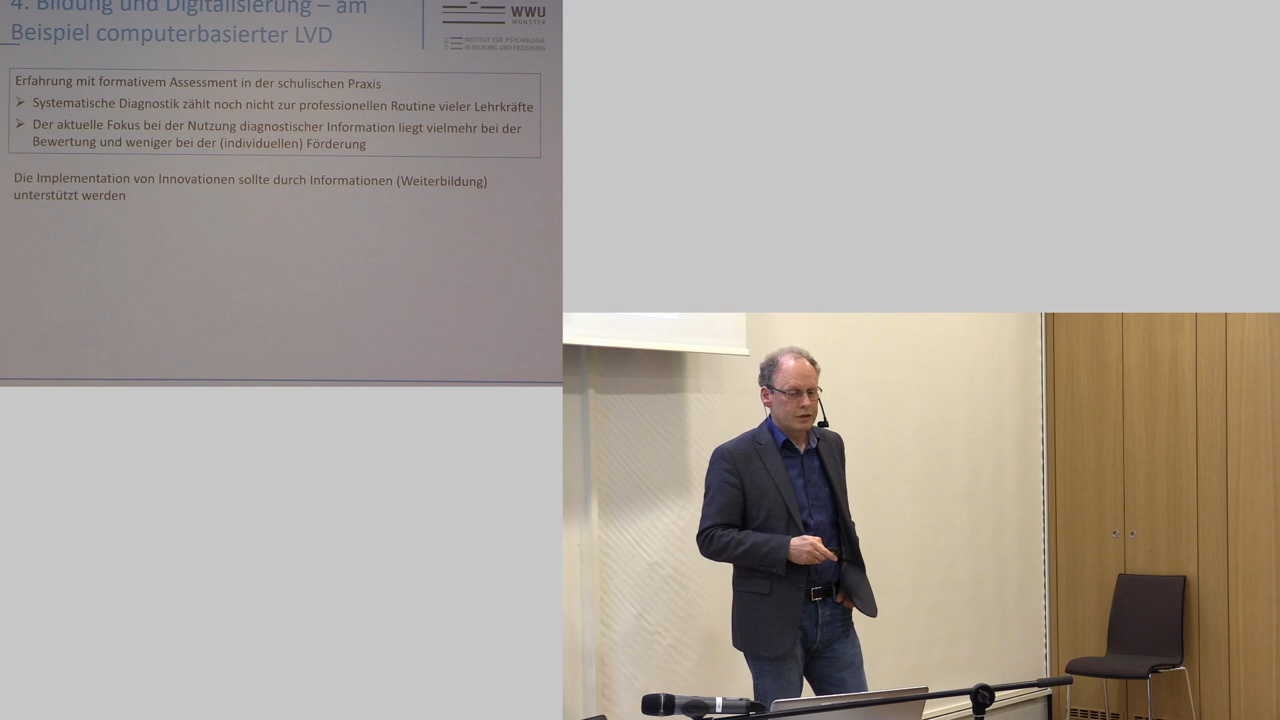 4. Bildung und Digitalisierung – am
Beispiel computerbasierter LVD
WWU
MÜNSTER
INSTITUT FÜR PSYCHOLOGIE
IN BILDUNG UND ERZIEHUNG
Erfahrung mit formativem Assessment in der schulischen Praxis
➢ Systematische Diagnostik zählt noch nicht zur professionellen Routine vieler Lehrkräfte
➢ Der aktuelle Fokus bei der Nutzung diagnostischer Information liegt vielmehr bei der
Bewertung und weniger bei der (individuellen) Förderung
Die Implementation von Innovationen sollte durch Informationen (Weiterbildung)
unterstützt werden